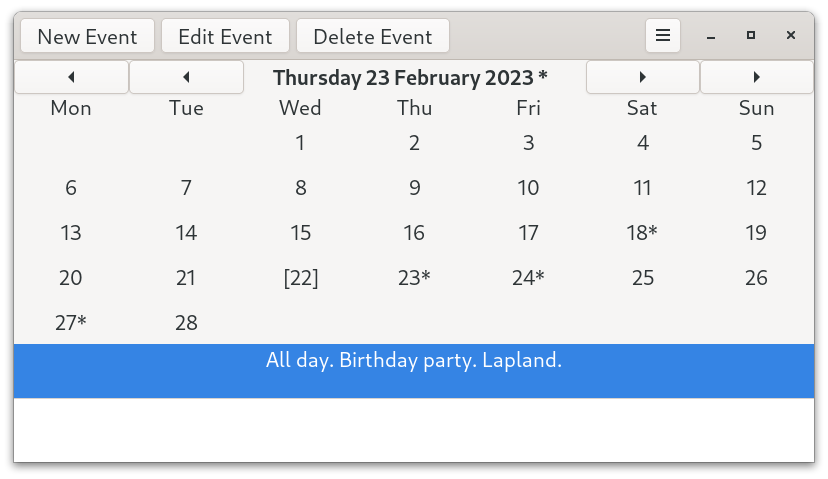 New Event Edit Event Delete Event
Thursday 23 February 2023 *
Mon Tue Wed Thu Fri Sat Sun
1 2 3 4 5
6 7 8 9 10 11 12
13 14 15 16 17 18* 19
20 21 [22] 23* 24* 25 26
27* 28
All day. Birthday party. Lapland.